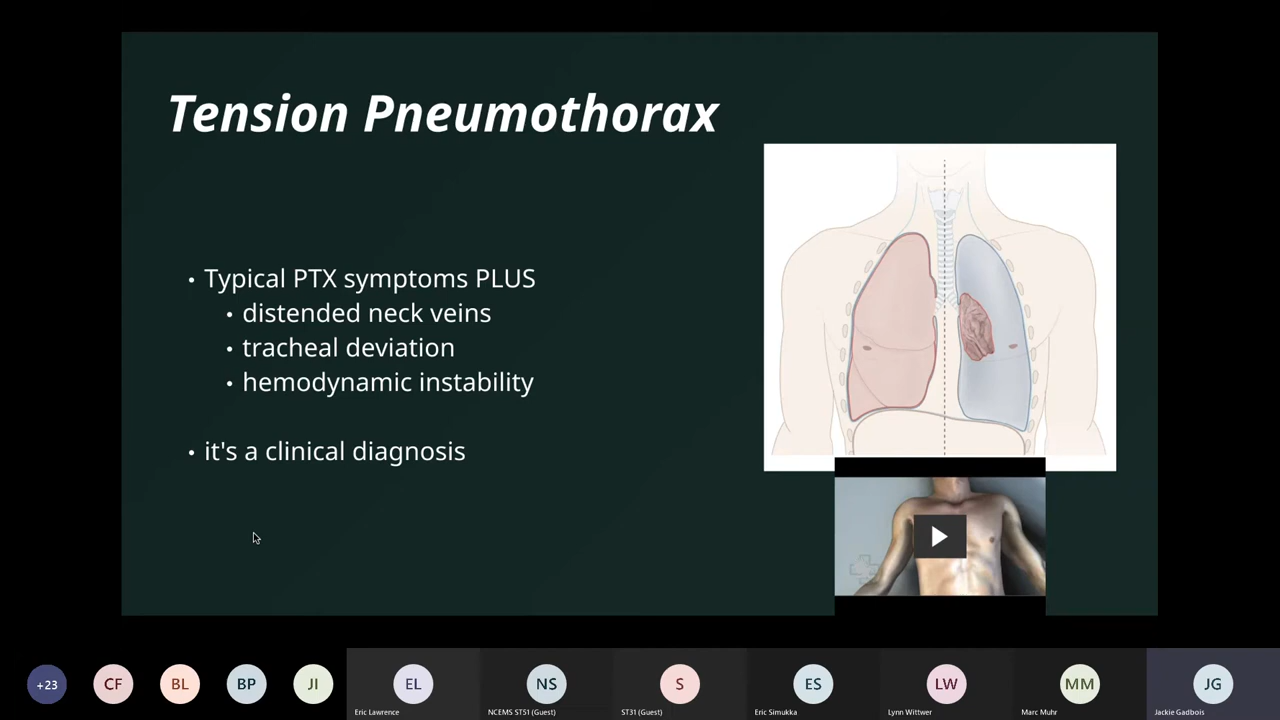 Tension Pneumothorax
• Typical PTX symptoms PLUS
• distended neck veins
• tracheal deviation
• hemodynamic instability
• it's a clinical diagnosis
+23
CF
BL
BP
JI
EL
NS
S
ES
LW
MM
JG
Eric Lawrence
NCEMS ST51 (Guest)
ST31 (Guest)
Eric Simukka
Lynn Wittwer
Marc Muhr
Jackie Gadbois